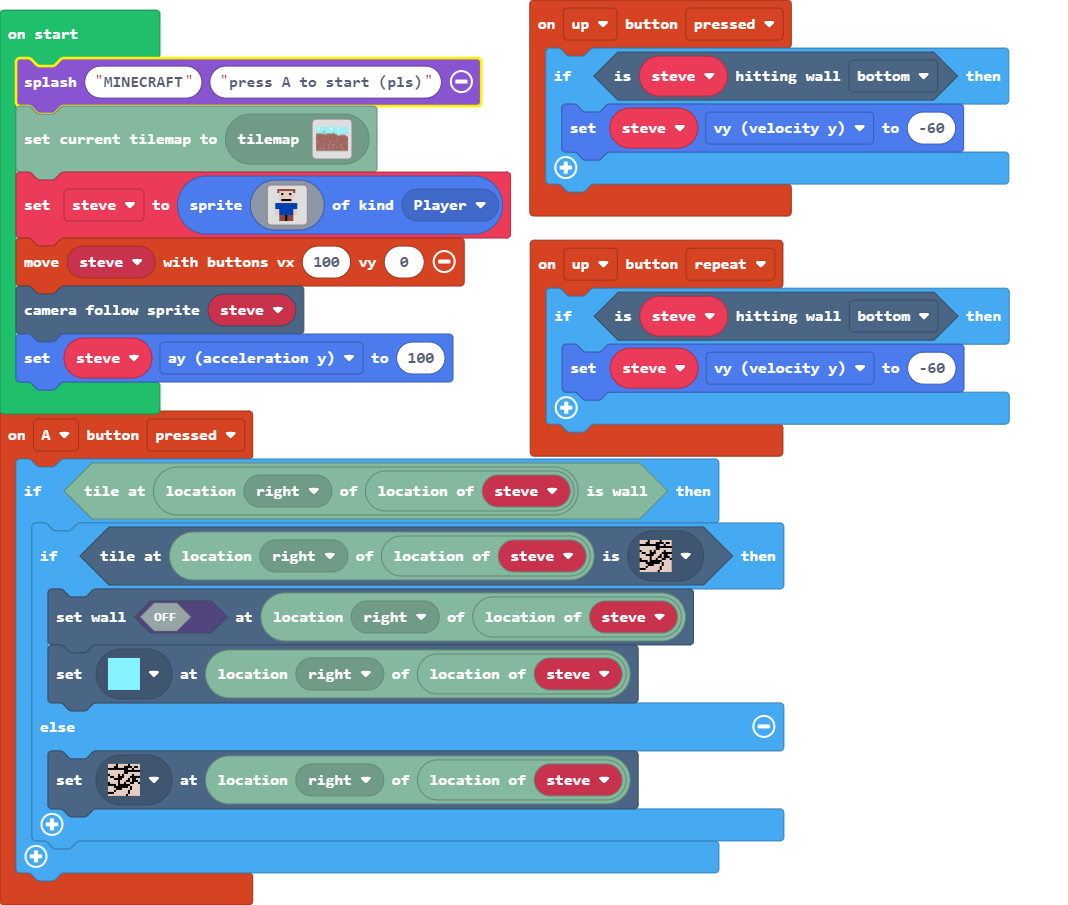 on start
splash "MINECRAFT" "press A to start (pls)"
set current tilemap to tilemap
set steve to sprite of kind Player
move steve with buttons vx 100 vy 0
camera follow sprite steve
set steve ay (acceleration y) to 100
on A button pressed
if tile at location right of location of steve is wall then
if tile at location right of location of steve is then
set wall OFF at location right of location of steve
set at location right of location of steve
else
set at location right of location of steve
on up button pressed
if is steve hitting wall bottom then
set steve vy (velocity y) to -60
on up button repeat
if is steve hitting wall bottom then
set steve vy (velocity y) to -60